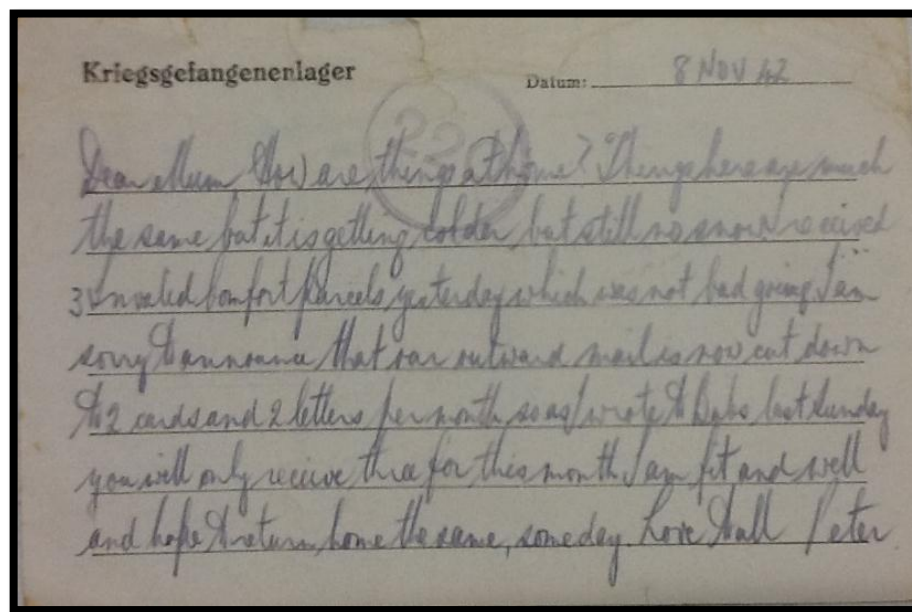 Kriegsgefangenenlager
Datum: 8 NOV 42
22
Dear Mum How are things at home? Things here are much
the same but it is getting colder but still no snow I received
3 Invalid Comfort Parcels yesterday which was not bad going I am
sorry to announce that our outward mail is now cut down
to 2 cards and 2 letters per month so as I wrote to Babs last Sunday
you will only receive three for this month I am fit and well
and hope to return home the same, someday. Love to all Peter